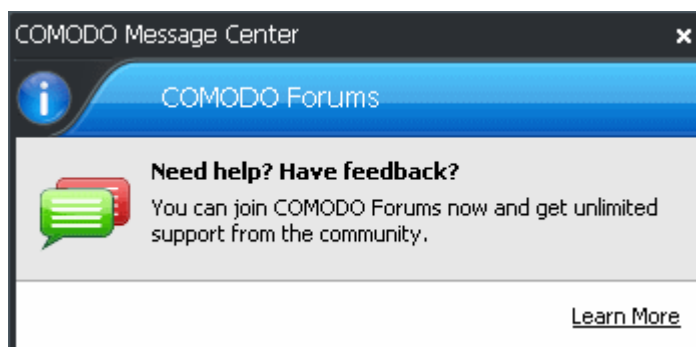 COMODO Message Center
COMODO Forums
Need help? Have feedback?
You can join COMODO Forums now and get unlimited
support from the community.
Learn More